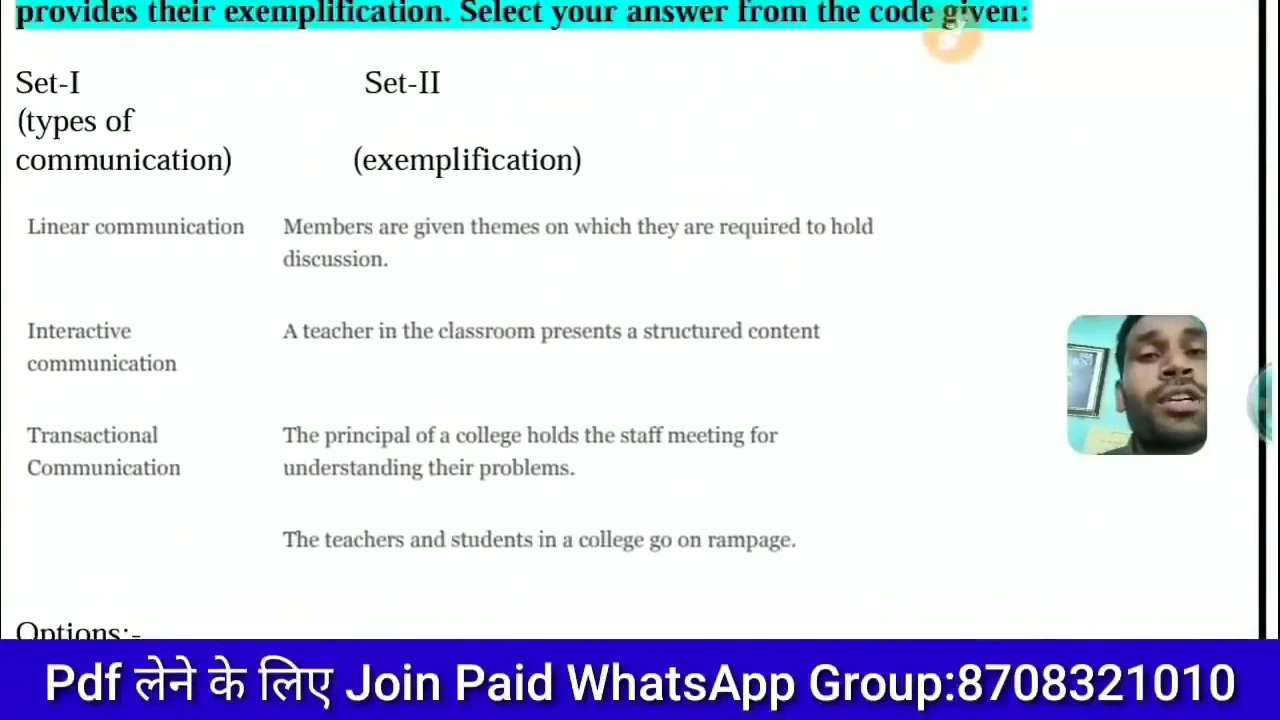 provides their exemplification. Select your answer from the code given:
Set-I Set-II
(types of
communication) (exemplification)
Linear communication Members are given themes on which they are required to hold
discussion.
Interactive A teacher in the classroom presents a structured content
communication
Transactional The principal of a college holds the staff meeting for
Communication understanding their problems.
The teachers and students in a college go on rampage.
Options:-
Pdf लेने के लिए Join Paid WhatsApp Group:8708321010